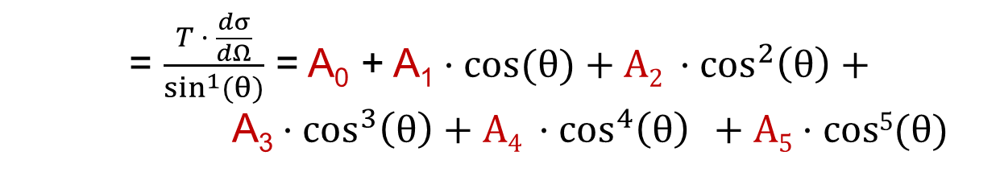 = T · dσ/dΩ / sin¹(θ) = A₀ + A₁ · cos(θ) + A₂ · cos²(θ) +
A₃ · cos³(θ) + A₄ · cos⁴(θ) + A₅ · cos⁵(θ)